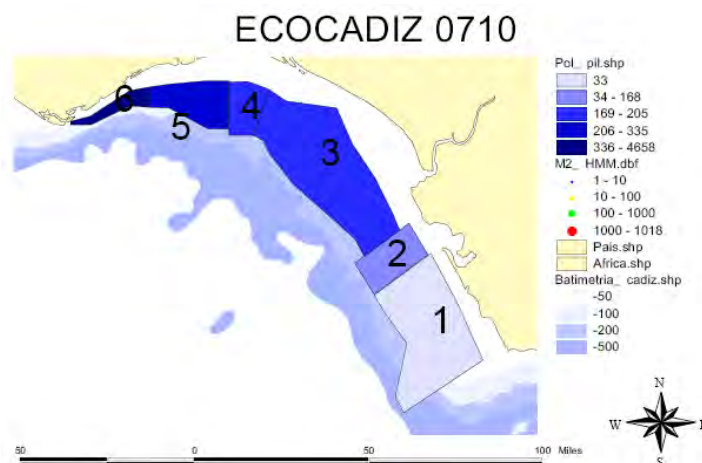 ECOCADIZ 0710
Pol_ pil.shp
33
34 - 168
169 - 205
206 - 335
336 - 4658
M2_ HMM.dbf
1 - 10
10 - 100
100 - 1000
1000 - 1018
Pais.shp
Africa.shp
Batimetria_ cadiz.shp
-50
-100
-200
-500
6
4
5
3
2
1
N
W
E
S
50 0 50 100 Miles